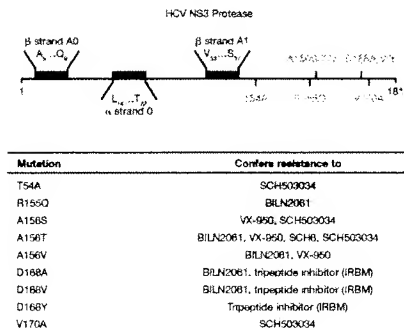 HCV NS3 Protease
β strand A0
β strand A1
α strand 0
1
T54A
V170A
Mutation Confers resistance to
T54A SCH503034
R155Q BILN2061
A156S VX-950, SCH503034
A156T BILN2061, VX-950, SCH6, SCH503034
A156V BILN2061, VX-950
D168A BILN2061, tripeptide inhibitor (IRBM)
D168V BILN2061, tripeptide inhibitor (IRBM)
D168Y Tripeptide inhibitor (IRBM)
V170A SCH503034